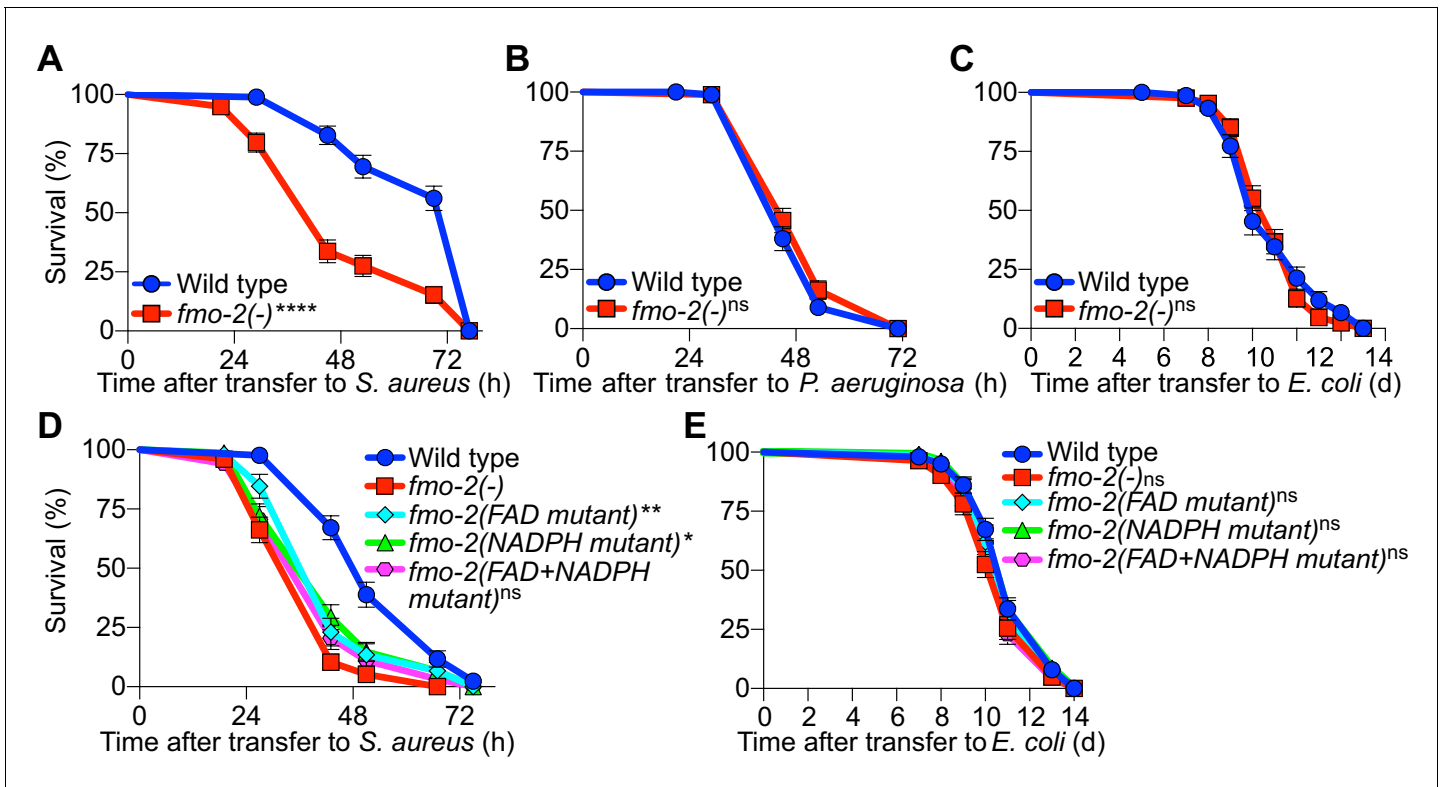 A
100
75
50
25
0
Survival (%)
Wild type
fmo-2(-)****
0 24 48 72
Time after transfer to S. aureus (h)
B
100
75
50
25
0
Wild type
fmo-2(-)ns
0 24 48 72
Time after transfer to P. aeruginosa (h)
C
100
75
50
25
0
Wild type
fmo-2(-)ns
0 2 4 6 8 10 12 14
Time after transfer to E. coli (d)
D
100
75
50
25
0
Survival (%)
Wild type
fmo-2(-)
fmo-2(FAD mutant)**
fmo-2(NADPH mutant)*
fmo-2(FAD+NADPH
mutant)ns
0 24 48 72
Time after transfer to S. aureus (h)
E
100
75
50
25
0
Wild type
fmo-2(-)ns
fmo-2(FAD mutant)ns
fmo-2(NADPH mutant)ns
fmo-2(FAD+NADPH mutant)ns
0 2 4 6 8 10 12 14
Time after transfer to E. coli (d)